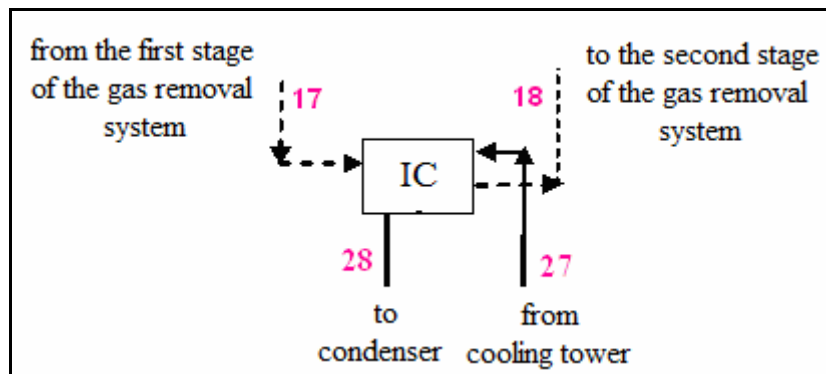 from the first stage
of the gas removal
system
17
to the second stage
of the gas removal
system
18
IC
28
27
to
condenser
from
cooling tower